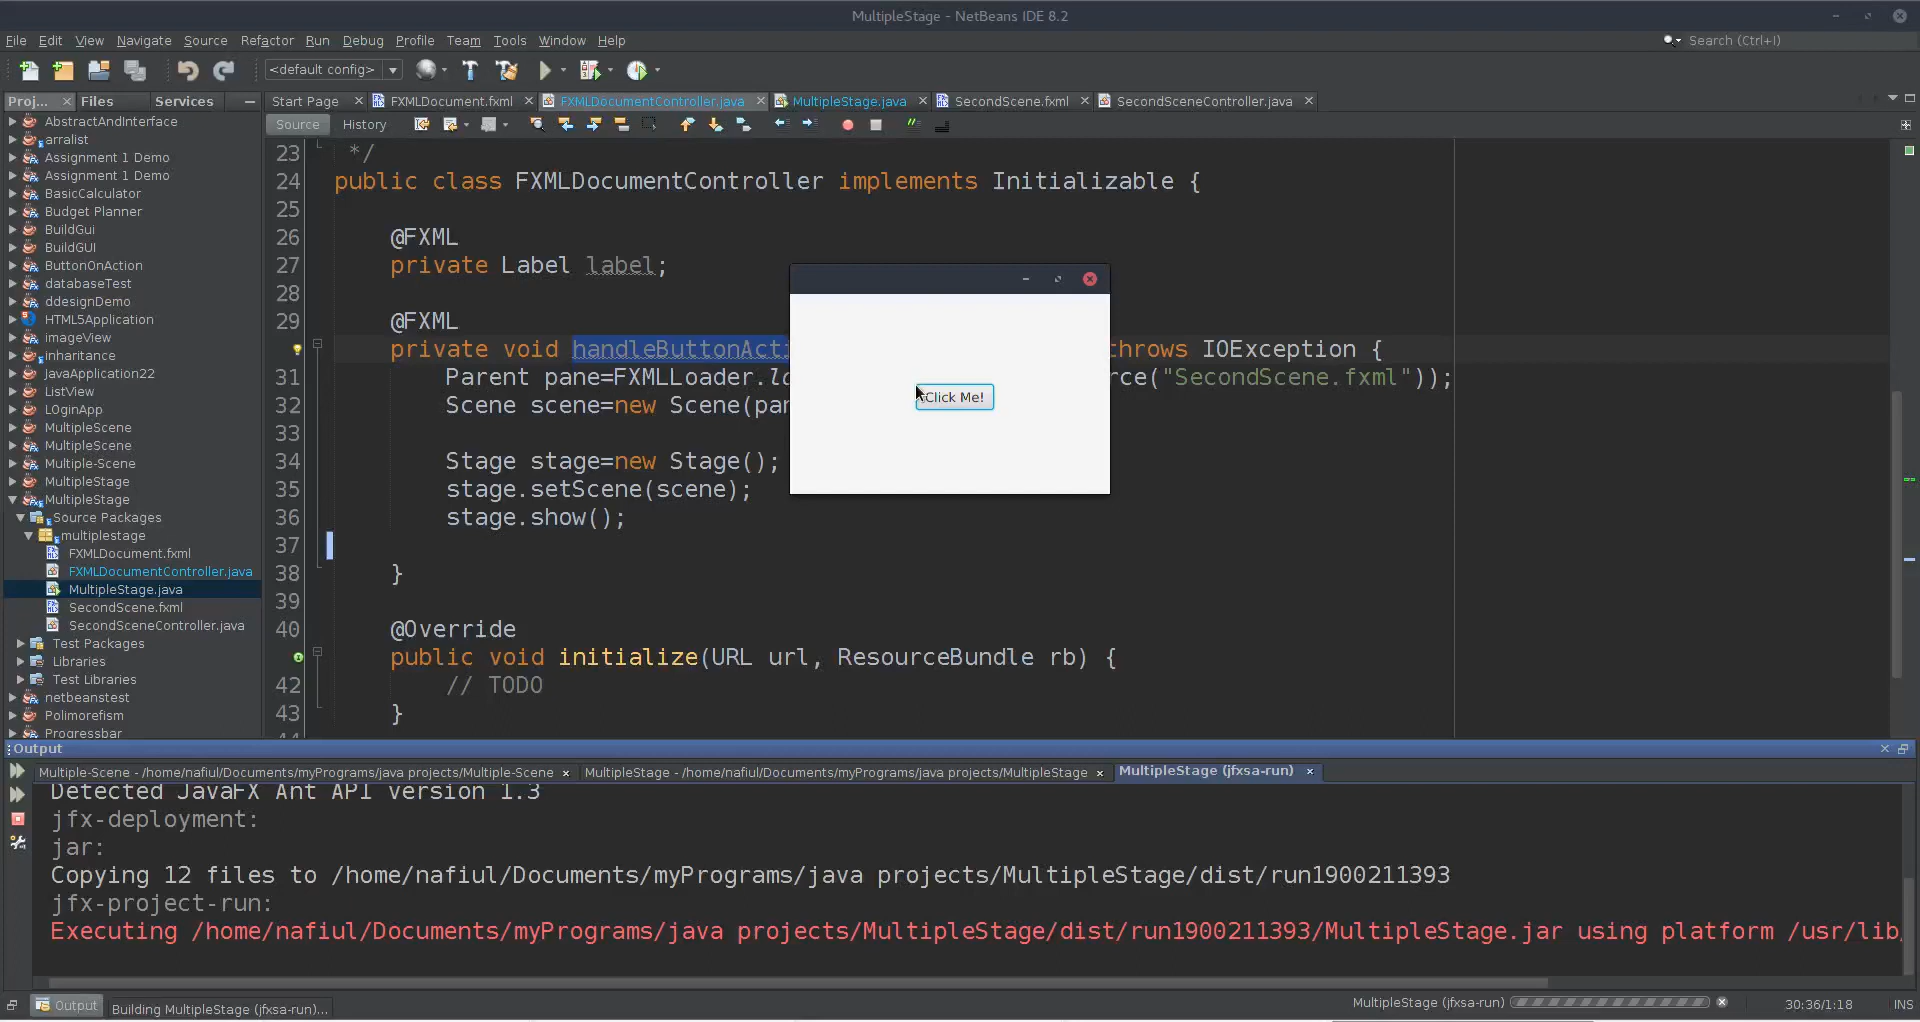 MultipleStage - NetBeans IDE 8.2
File Edit View Navigate Source Refactor Run Debug Profile Team Tools Window Help
Search (Ctrl+I)
<default config>
Proj... Files Services
Start Page FXMLDocument.fxml FXMLDocumentController.java MultipleStage.java SecondScene.fxml SecondSceneController.java
Source History
AbstractAndInterface
arralist
Assignment 1 Demo
Assignment 1 Demo
BasicCalculator
Budget Planner
BuildGui
BuildGUI
ButtonOnAction
databaseTest
ddesignDemo
HTML5Application
imageView
inharitance
JavaApplication22
ListView
LOginApp
MultipleScene
MultipleScene
Multiple-Scene
MultipleStage
MultipleStage
Source Packages
multiplestage
FXMLDocument.fxml
FXMLDocumentController.java
MultipleStage.java
SecondScene.fxml
SecondSceneController.java
Test Packages
Libraries
Test Libraries
netbeanstest
Polimorefism
Progressbar
23 */
24 public class FXMLDocumentController implements Initializable {
25
26 @FXML
27 private Label label;
28
29 @FXML
private void handleButtonActi throws IOException {
31 Parent pane=FXMLLoader.lo rce("SecondScene.fxml"));
32 Scene scene=new Scene(pan
33
34 Stage stage=new Stage();
35 stage.setScene(scene);
36 stage.show();
37
38 }
39
40 @Override
public void initialize(URL url, ResourceBundle rb) {
42 // TODO
43 }
44
Click Me!
Output
Multiple-Scene - /home/nafiul/Documents/myPrograms/java projects/Multiple-Scene MultipleStage - /home/nafiul/Documents/myPrograms/java projects/MultipleStage MultipleStage (jfxsa-run)
Detected JavaFX Ant API version 1.3
jfx-deployment:
jar:
Copying 12 files to /home/nafiul/Documents/myPrograms/java projects/MultipleStage/dist/run1900211393
jfx-project-run:
Executing /home/nafiul/Documents/myPrograms/java projects/MultipleStage/dist/run1900211393/MultipleStage.jar using platform /usr/lib/
Output Building MultipleStage (jfxsa-run)...
MultipleStage (jfxsa-run) 30:36/1:18 INS